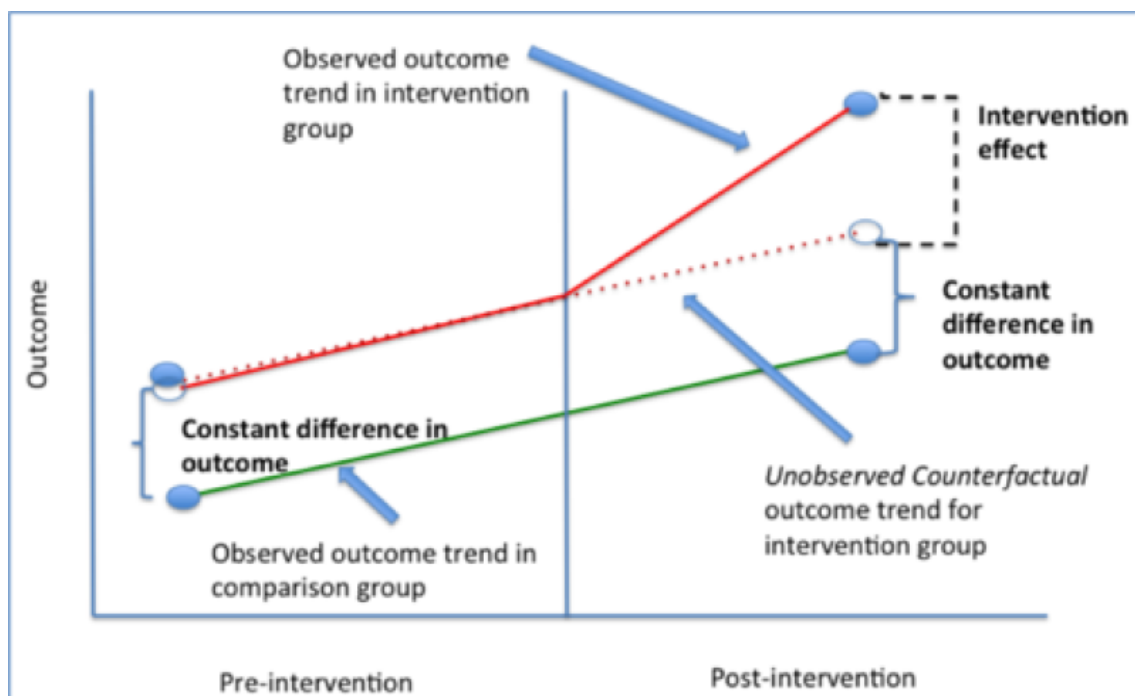 Observed outcome
trend in intervention
group
Intervention
effect
Constant
difference in
outcome
Outcome
Constant difference in
outcome
Unobserved Counterfactual
outcome trend for
intervention group
Observed outcome trend in
comparison group
Pre-intervention
Post-intervention